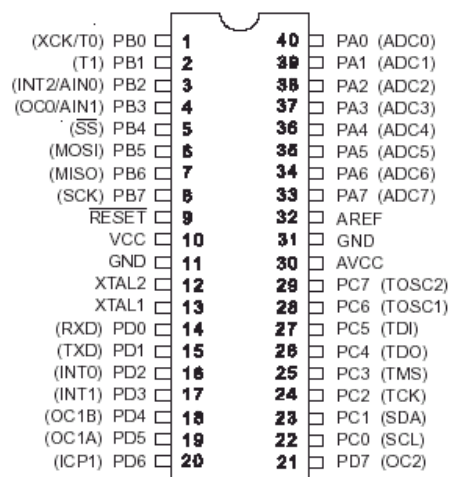 (XCK/T0) PB0 1 40 PA0 (ADC0)
(T1) PB1 2 39 PA1 (ADC1)
(INT2/AIN0) PB2 3 38 PA2 (ADC2)
(OC0/AIN1) PB3 4 37 PA3 (ADC3)
(SS) PB4 5 36 PA4 (ADC4)
(MOSI) PB5 6 35 PA5 (ADC5)
(MISO) PB6 7 34 PA6 (ADC6)
(SCK) PB7 8 33 PA7 (ADC7)
RESET 9 32 AREF
VCC 10 31 GND
GND 11 30 AVCC
XTAL2 12 29 PC7 (TOSC2)
XTAL1 13 28 PC6 (TOSC1)
(RXD) PD0 14 27 PC5 (TDI)
(TXD) PD1 15 26 PC4 (TDO)
(INT0) PD2 16 25 PC3 (TMS)
(INT1) PD3 17 24 PC2 (TCK)
(OC1B) PD4 18 23 PC1 (SDA)
(OC1A) PD5 19 22 PC0 (SCL)
(ICP1) PD6 20 21 PD7 (OC2)